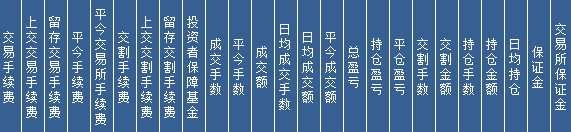 交易手续费
上交交易手续费
留存交易手续费
平今手续费
平今交易所手续费
交割手续费
上交交割手续费
留存交割手续费
投资者保障基金
成交手数
平今手数
成交额
日均成交手数
日均成交额
平今成交额
总盈亏
持仓盈亏
平仓盈亏
交割手数
交割金额
持仓手数
持仓金额
日均持仓
保证金
交易所保证金